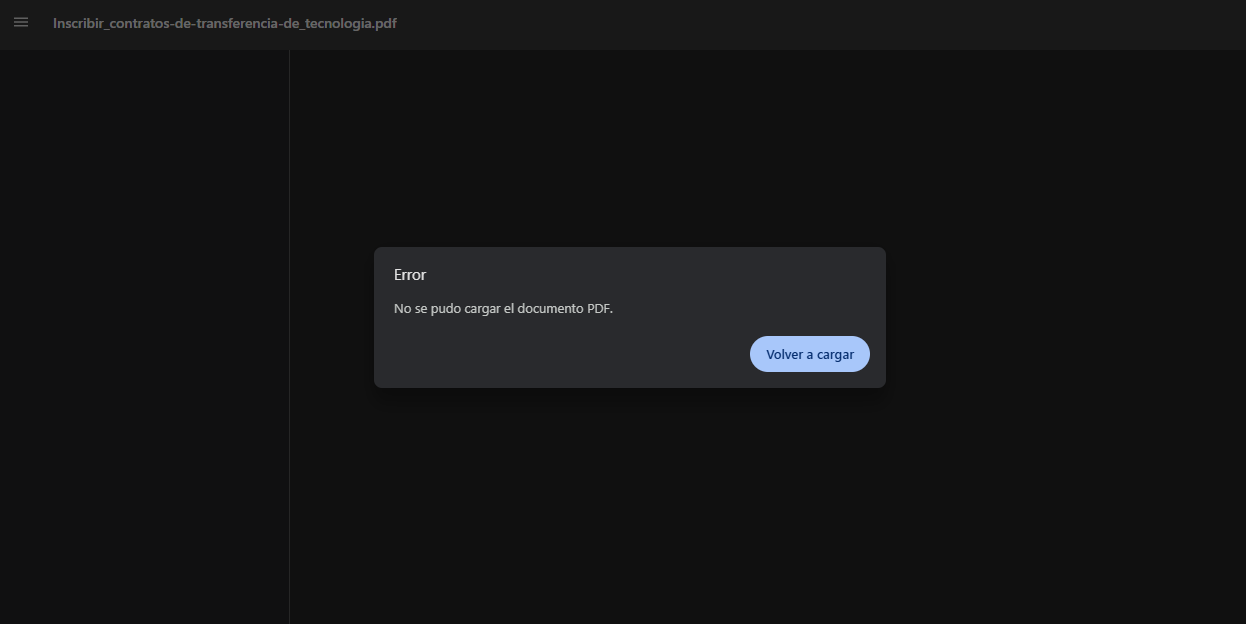 Inscribir_contratos-de-transferencia-de_tecnologia.pdf
Error
No se pudo cargar el documento PDF.
Volver a cargar